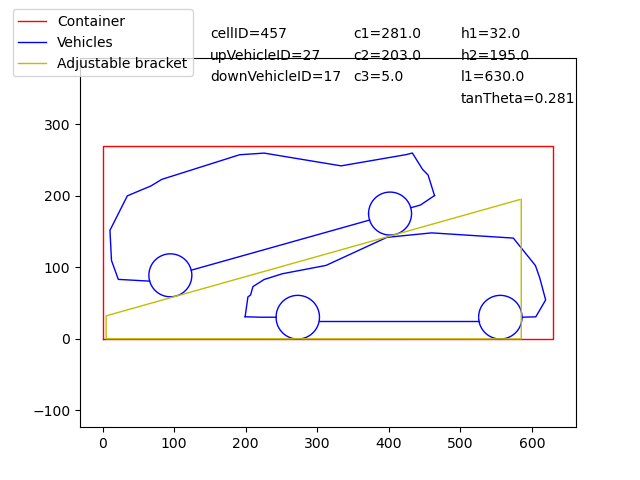 Container
Vehicles
Adjustable bracket
cellID=457 c1=281.0 h1=32.0
upVehicleID=27 c2=203.0 h2=195.0
downVehicleID=17 c3=5.0 l1=630.0
tanTheta=0.281
300
200
100
0
−100
0 100 200 300 400 500 600